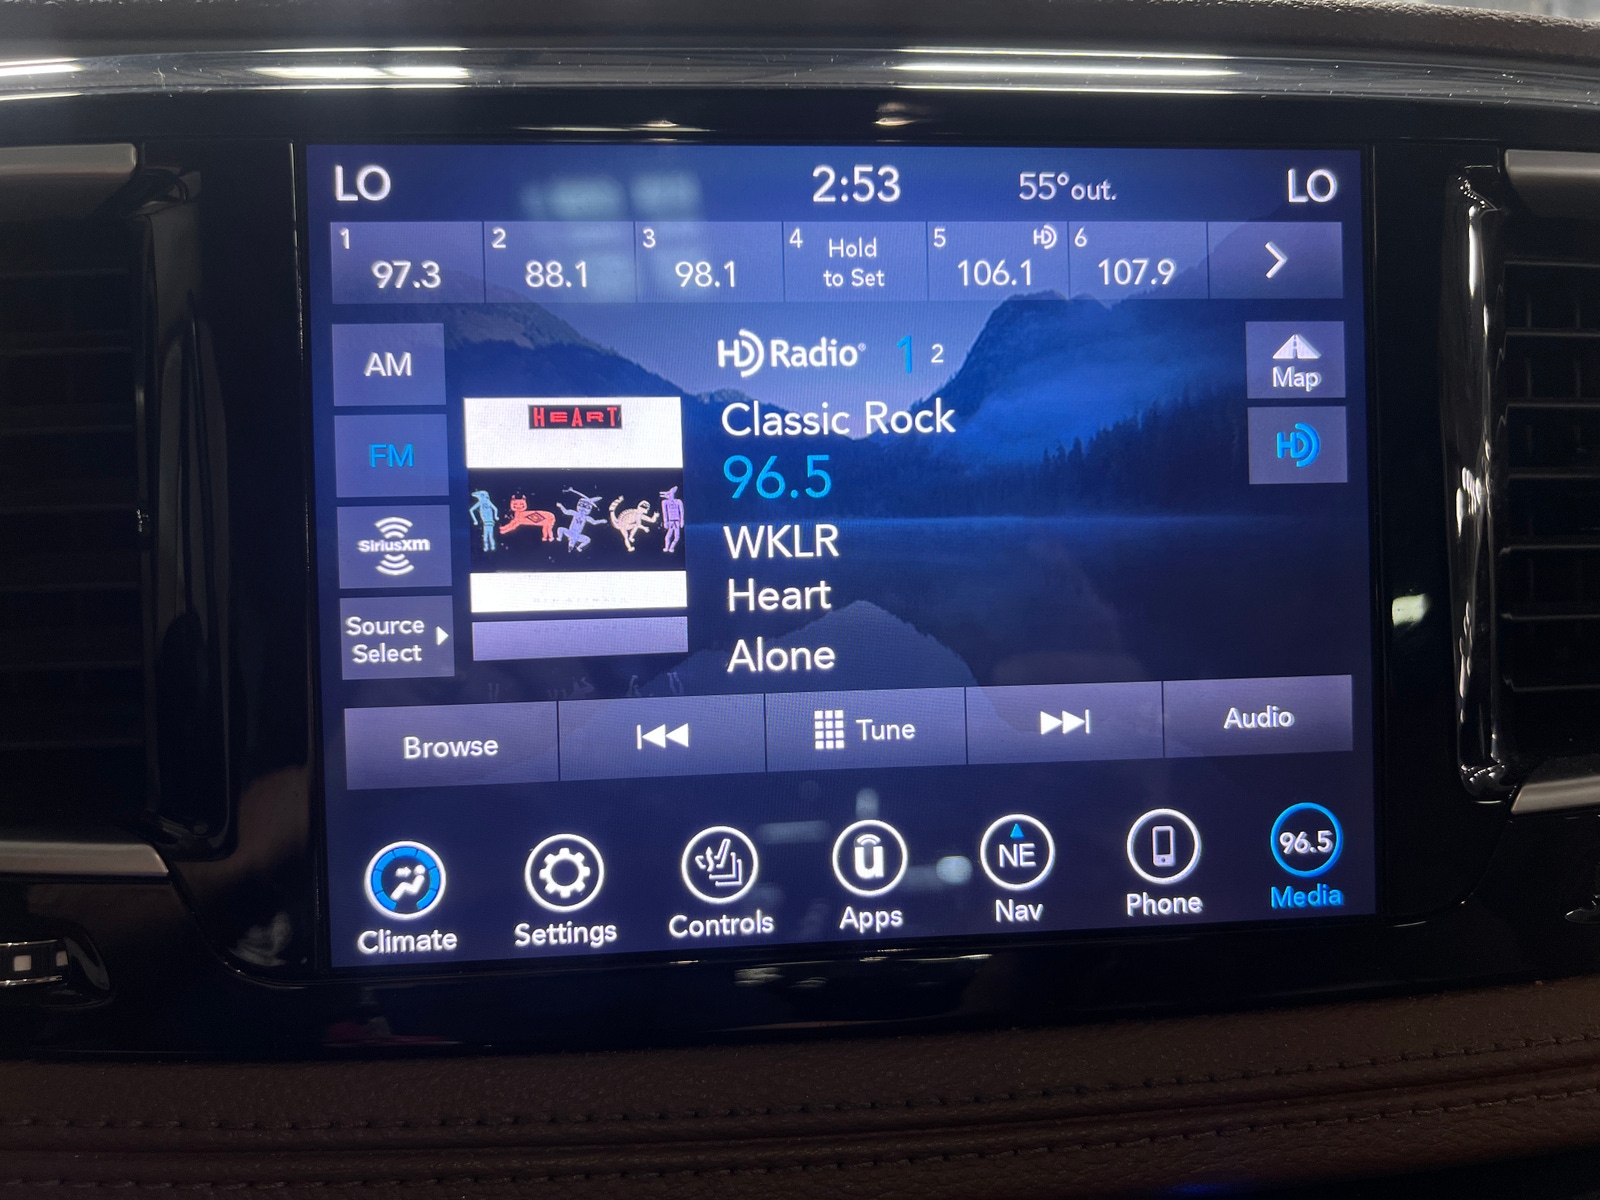 LO 2:53 55°out. LO
1 97.3
2 88.1
3 98.1
4 Hold
to Set
5 HD 106.1
6 107.9
AM
HD Radio® 1 2
Map
HEART
Classic Rock
FM
96.5
HD
SiriusXM
WKLR
Heart
Source
Select
Alone
Browse Tune Audio
u NE 96.5
Climate Settings Controls Apps Nav Phone Media